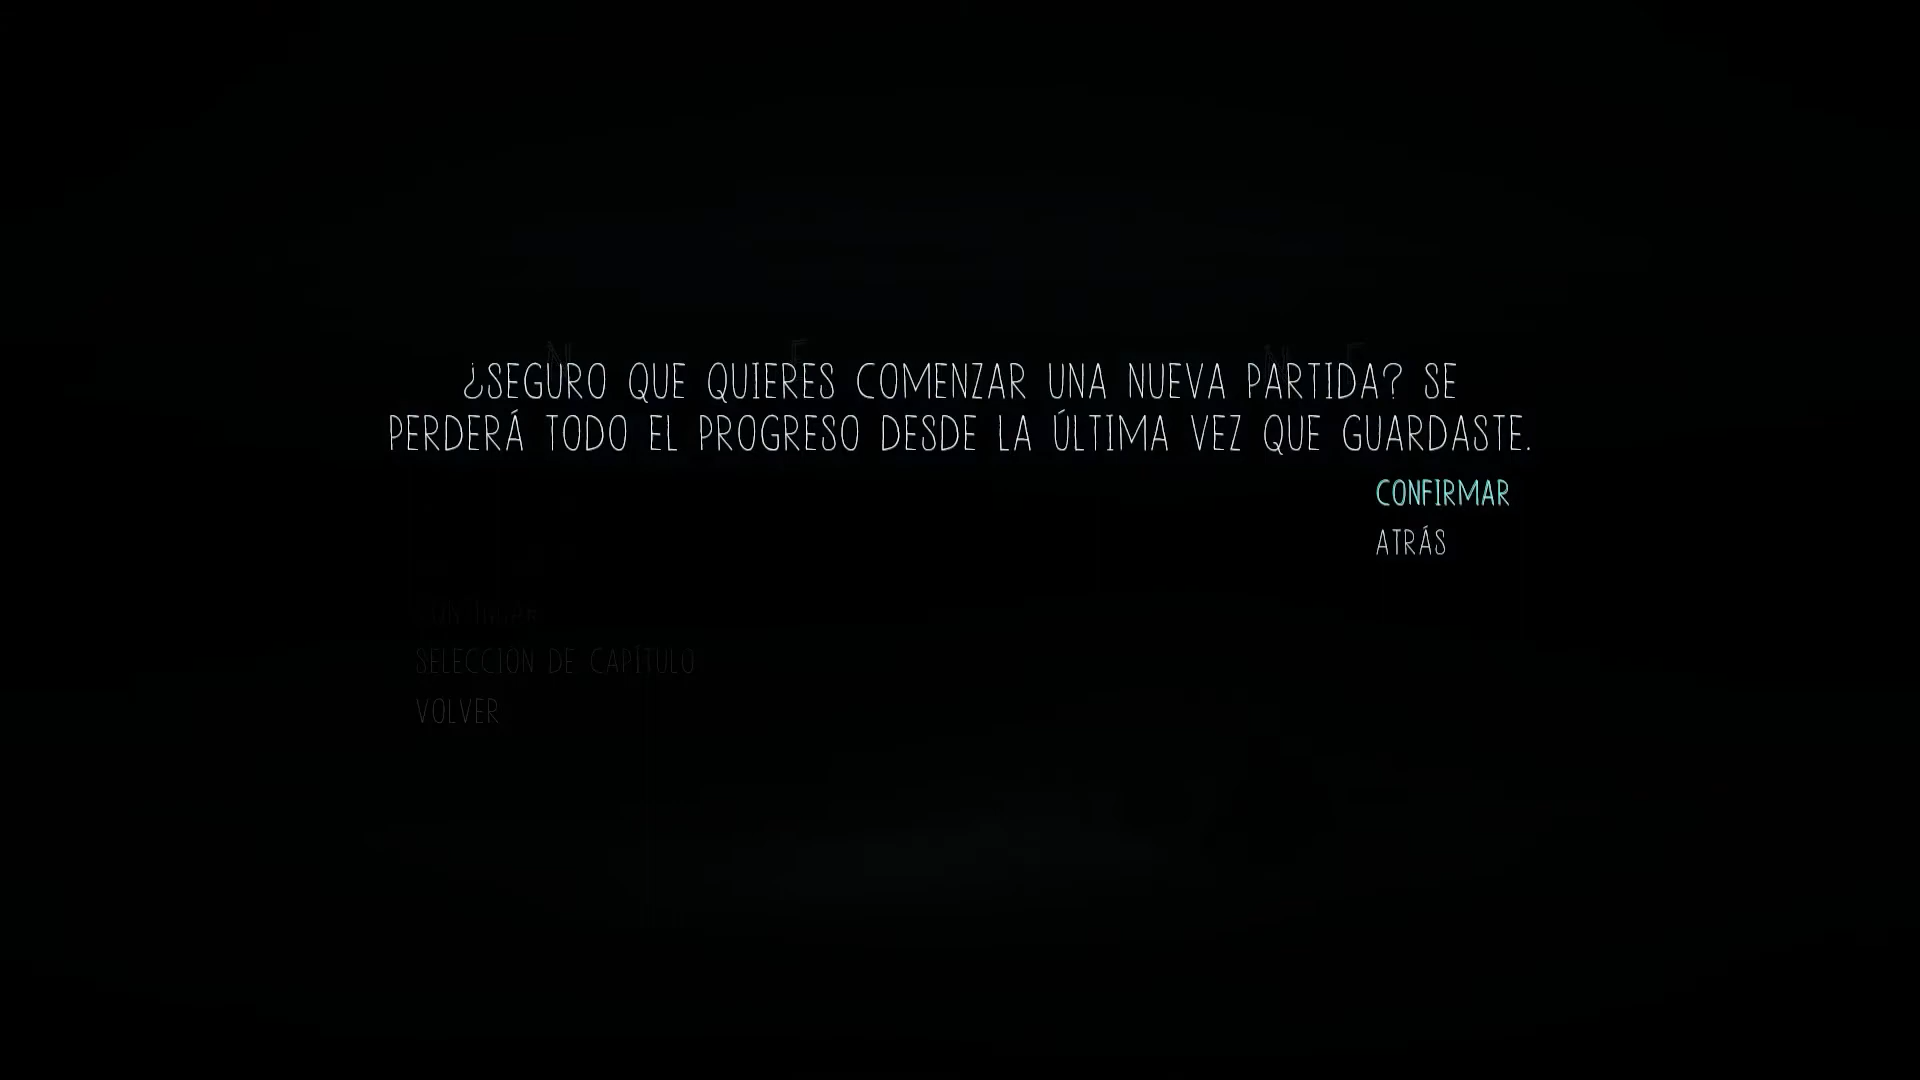 ¿SEGURO QUE QUIERES COMENZAR UNA NUEVA PARTIDA? SE
PERDERÁ TODO EL PROGRESO DESDE LA ÚLTIMA VEZ QUE GUARDASTE.
CONFIRMAR
ATRÁS
SELECCIÓN DE CAPÍTULO
VOLVER